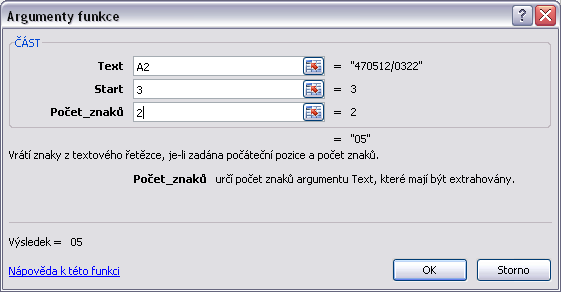 Argumenty funkce
ČÁST
Text A2 = "470512/0322"
Start 3 = 3
Počet_znaků 2 = 2
= "05"
Vrátí znaky z textového řetězce, je-li zadána počáteční pozice a počet znaků.
Počet_znaků určí počet znaků argumentu Text, které mají být extrahovány.
Výsledek = 05
Nápověda k této funkci OK Storno